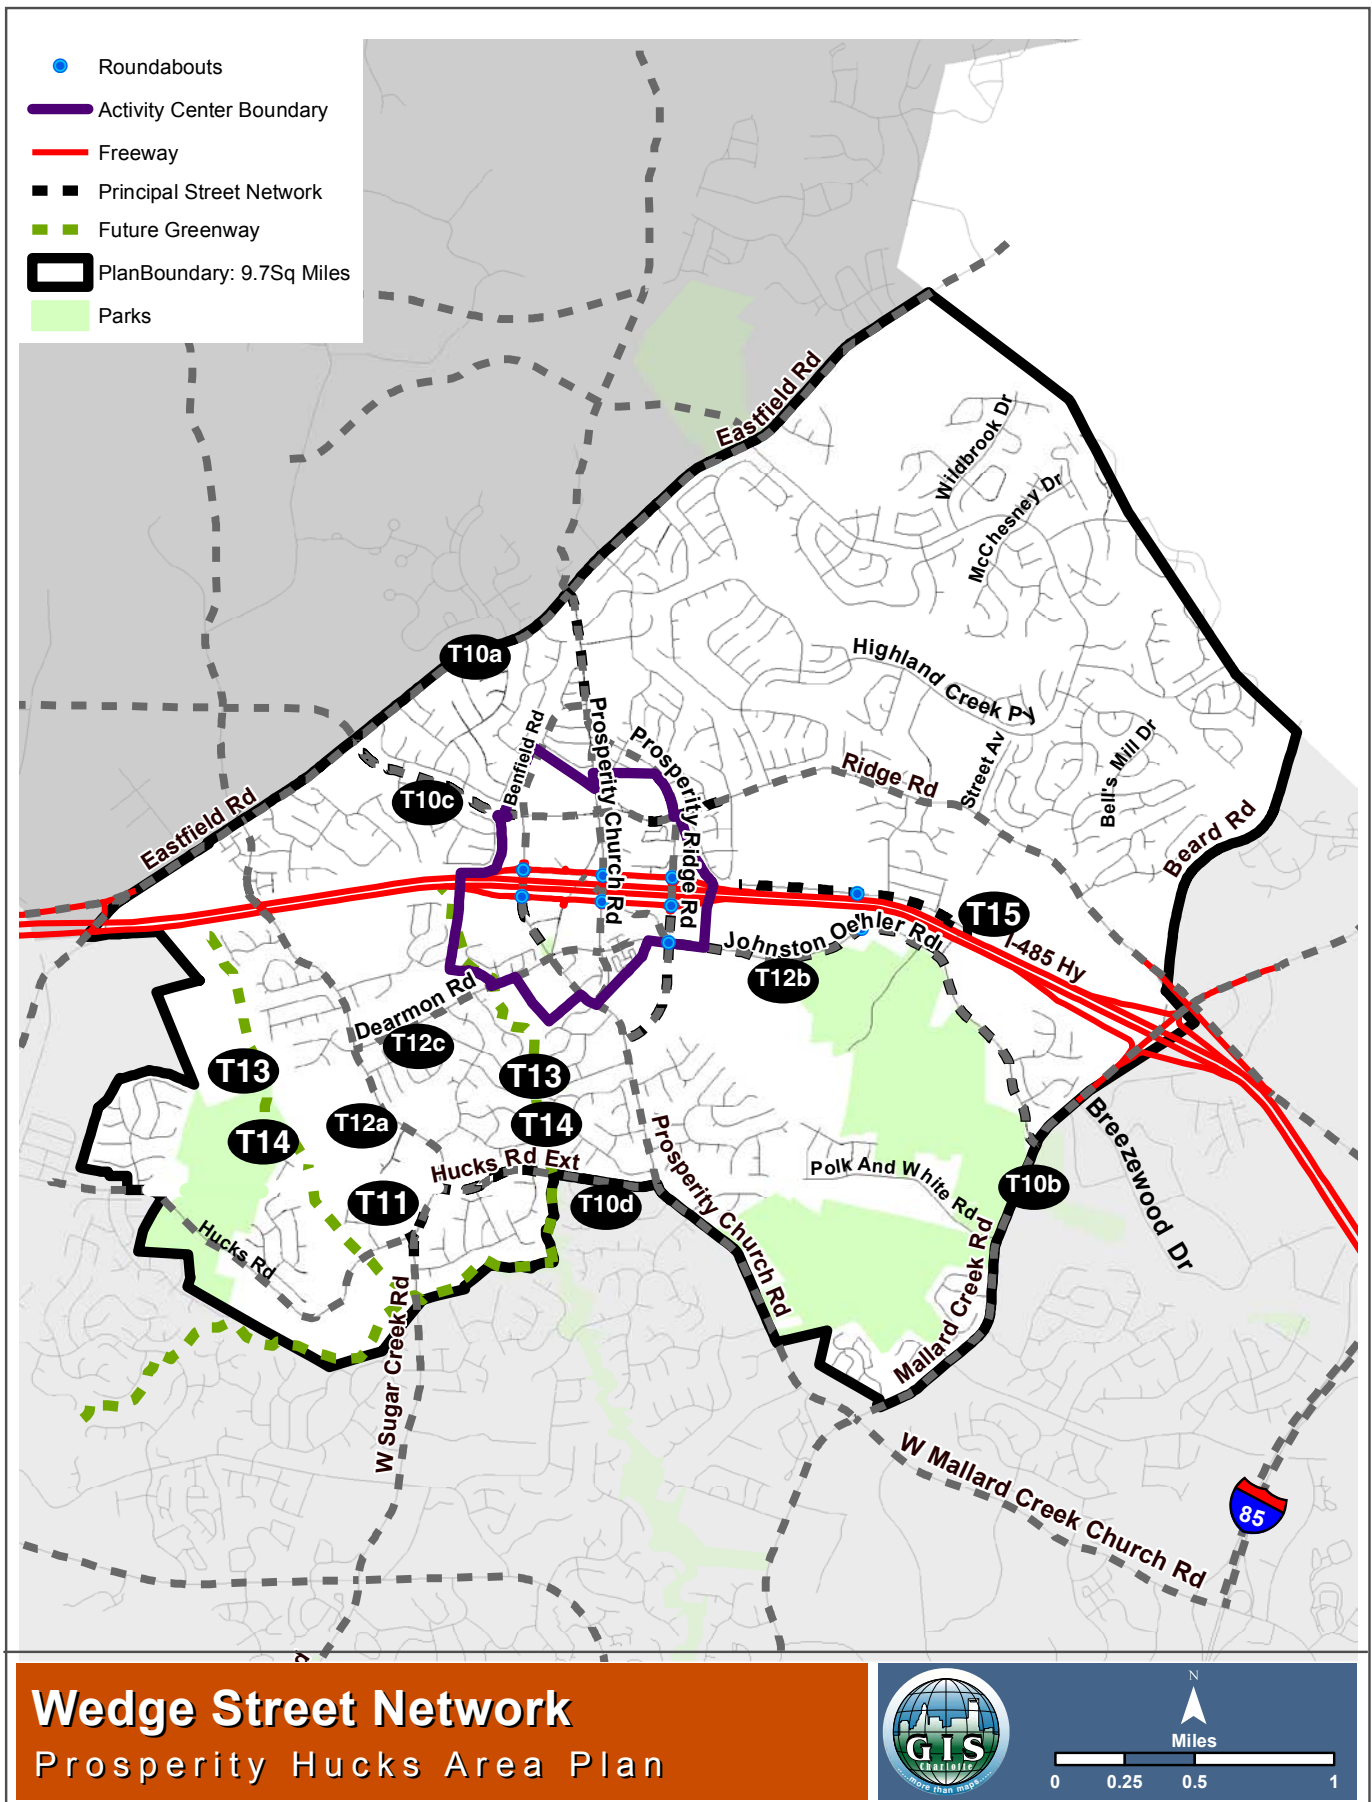 Roundabouts
Activity Center Boundary
Freeway
Principal Street Network
Future Greenway
PlanBoundary: 9.7Sq Miles
Parks
Eastfield Rd
Wildbrook Dr
McChesney Dr
T10a
Highland Creek Py
Benfield Rd
Prosperity Church Rd
Prosperity Ridge Rd
Ridge Rd
Street Av
Bell's Mill Dr
Beard Rd
T10c
Eastfield Rd
T15
Johnston Oehler Rd
I-485 Hy
T12b
Dearmon Rd
T12c
T13
T13
T14
T12a
T14
Breezewood Dr
Prosperity Church Rd
Hucks Rd Ext
Polk And White Rd
T10b
T11
T10d
Hucks Rd
Mallard Creek Rd
W Sugar Creek Rd
W Mallard Creek Church Rd
85
Wedge Street Network
Prosperity Hucks Area Plan
GIS
Charlotte
...more than maps.....
N
Miles
0 0.25 0.5 1